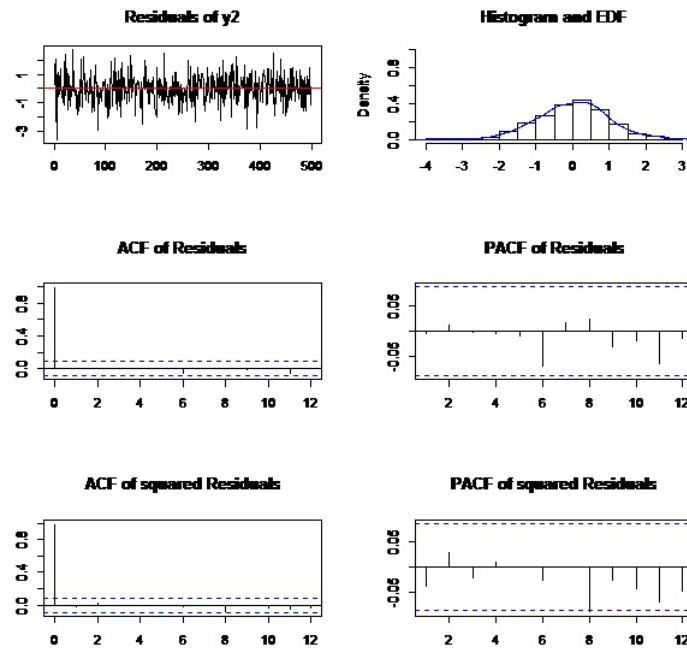 Residuals of y2
1
-1
-3
0 100 200 300 400 500
Histogram and EDF
Density
0.8
0.4
0.0
-4 -3 -2 -1 0 1 2 3
ACF of Residuals
0.8
0.4
0.0
0 2 4 6 8 10 12
PACF of Residuals
0.05
-0.05
2 4 6 8 10 12
ACF of squared Residuals
0.8
0.4
0.0
0 2 4 6 8 10 12
PACF of squared Residuals
0.05
-0.05
2 4 6 8 10 12